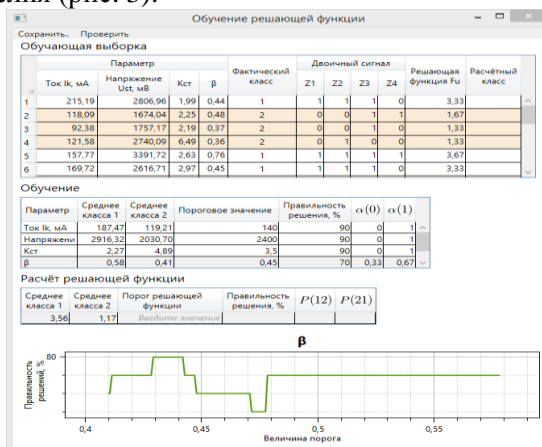 ния (рис. 3).
Обучение решающей функции
Сохранить.. Проверить
Обучающая выборка
Параметр Фактический класс Двоичный сигнал Решающая функция Fu Расчётный класс
Ток Ik, мА Напряжение Ust, мВ Кст β Z1 Z2 Z3 Z4
1 215,19 2806,96 1,99 0,44 1 1 1 1 0 3,33
2 118,09 1674,04 2,25 0,48 2 0 0 1 1 1,67
3 92,38 1757,17 2,19 0,37 2 0 0 1 0 1,33
4 121,58 2740,09 6,49 0,36 2 0 1 0 0 1,33
5 157,77 3391,72 2,63 0,76 1 1 1 1 1 3,67
6 169,72 2616,71 2,97 0,45 1 1 1 1 0 3,33
Обучение
Параметр Среднее класса 1 Среднее класса 2 Пороговое значение Правильность решения, % α(0) α(1)
Ток Ik, мА 187,47 119,21 140 90 0 1
Напряжени 2916,32 2030,70 2400 90 0 1
Кст 2,27 4,89 3,5 90 0 1
β 0,58 0,41 0,45 70 0,33 0,67
Расчёт решающей функции
Среднее класса 1 Среднее класса 2 Порог решающей функции Правильность решения, % P(12) P(21)
3,56 1,17 Введите значение
β
Правильность решений, %
80
0,4 0,45 0,5 0,55
Величина порога